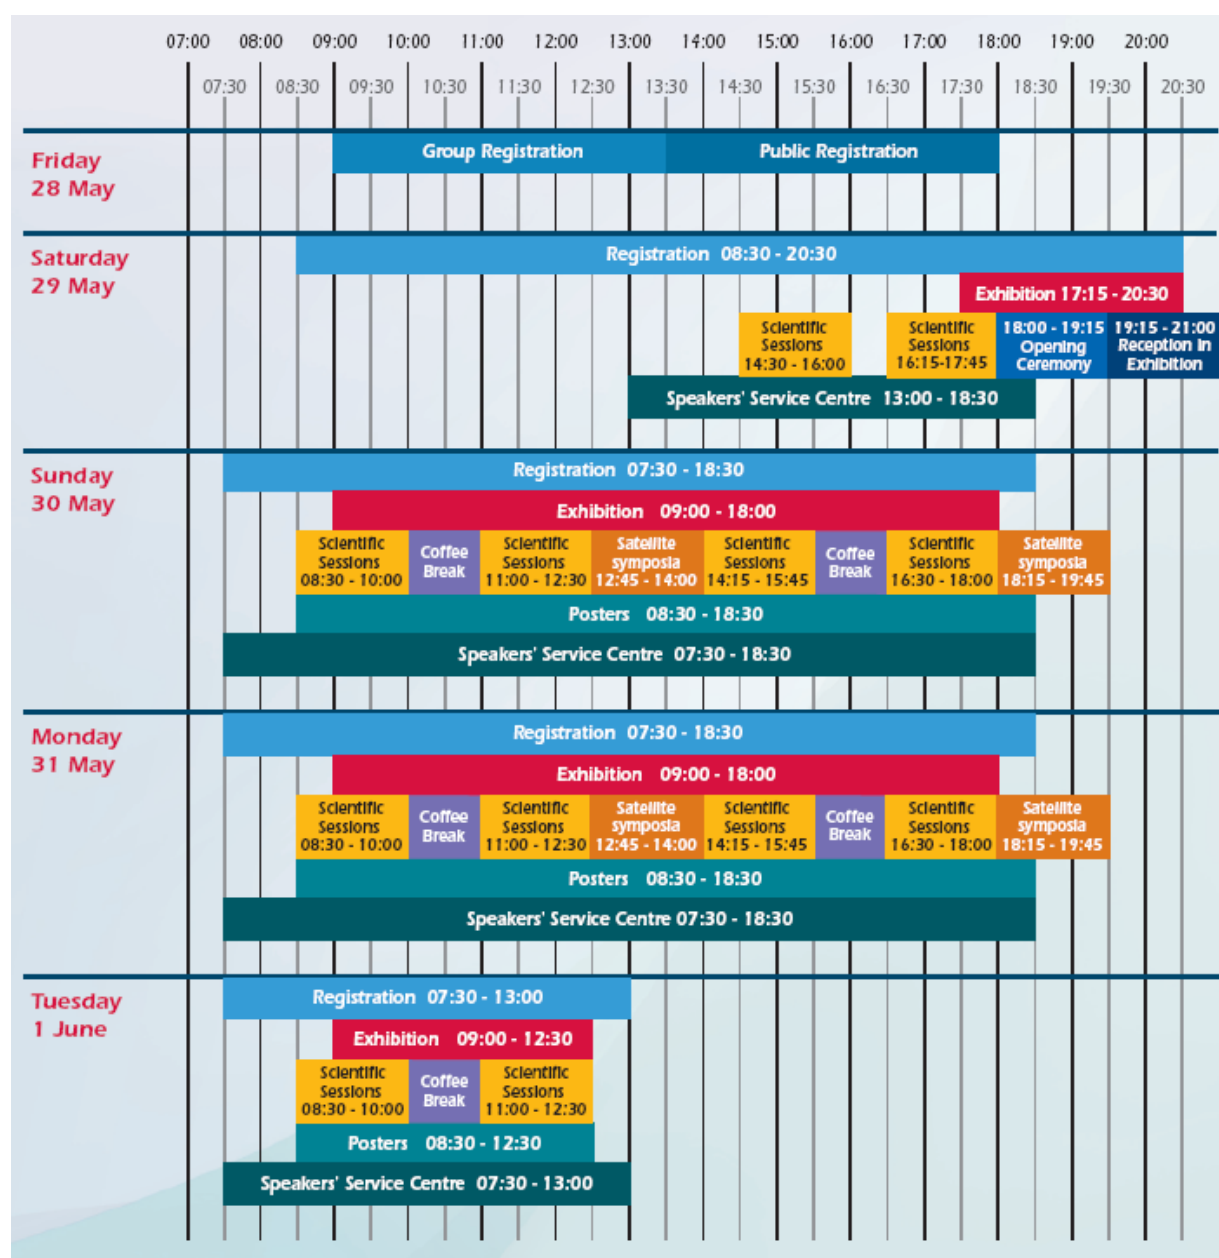 07:00 08:00 09:00 10:00 11:00 12:00 13:00 14:00 15:00 16:00 17:00 18:00 19:00 20:00
07:30 08:30 09:30 10:30 11:30 12:30 13:30 14:30 15:30 16:30 17:30 18:30 19:30 20:30
Friday
28 May
Group Registration
Public Registration
Saturday
29 May
Registration 08:30 - 20:30
Exhibition 17:15 - 20:30
Scientific
Sessions
14:30 - 16:00
Scientific
Sessions
16:15-17:45
18:00 - 19:15
Opening
Ceremony
19:15 - 21:00
Reception in
Exhibition
Speakers' Service Centre 13:00 - 18:30
Sunday
30 May
Registration 07:30 - 18:30
Exhibition 09:00 - 18:00
Scientific
Sessions
08:30 - 10:00
Coffee
Break
Scientific
Sessions
11:00 - 12:30
Satellite
symposia
12:45 - 14:00
Scientific
Sessions
14:15 - 15:45
Coffee
Break
Scientific
Sessions
16:30 - 18:00
Satellite
symposia
18:15 - 19:45
Posters 08:30 - 18:30
Speakers' Service Centre 07:30 - 18:30
Monday
31 May
Registration 07:30 - 18:30
Exhibition 09:00 - 18:00
Scientific
Sessions
08:30 - 10:00
Coffee
Break
Scientific
Sessions
11:00 - 12:30
Satellite
symposia
12:45 - 14:00
Scientific
Sessions
14:15 - 15:45
Coffee
Break
Scientific
Sessions
16:30 - 18:00
Satellite
symposia
18:15 - 19:45
Posters 08:30 - 18:30
Speakers' Service Centre 07:30 - 18:30
Tuesday
1 June
Registration 07:30 - 13:00
Exhibition 09:00 - 12:30
Scientific
Sessions
08:30 - 10:00
Coffee
Break
Scientific
Sessions
11:00 - 12:30
Posters 08:30 - 12:30
Speakers' Service Centre 07:30 - 13:00